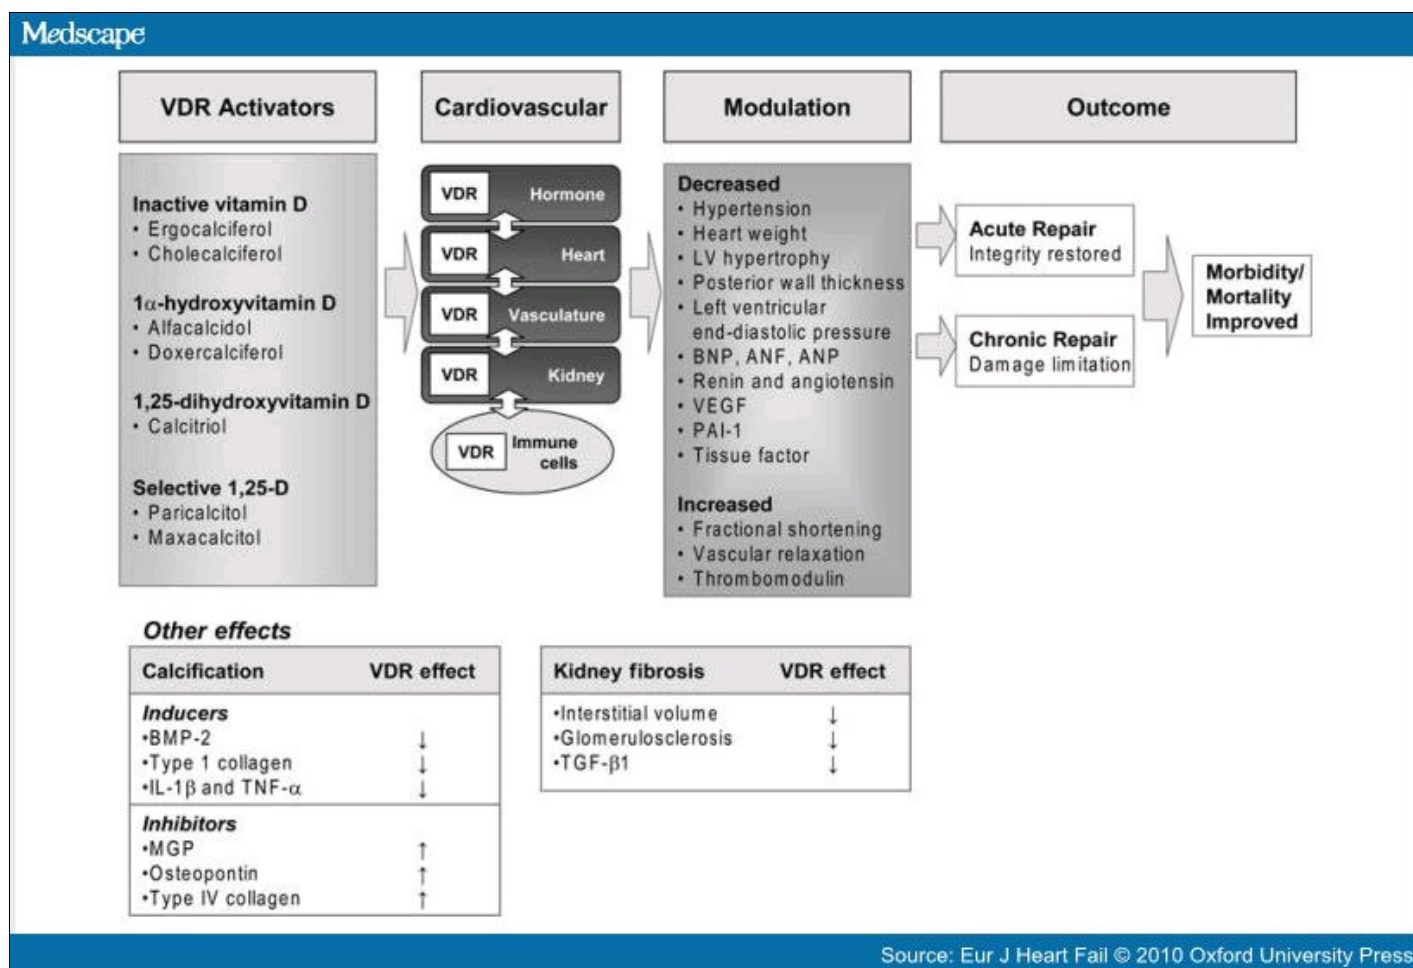 Medscape
VDR Activators
Inactive vitamin D
• Ergocalciferol
• Cholecalciferol
1α-hydroxyvitamin D
• Alfacalcidol
• Doxercalciferol
1,25-dihydroxyvitamin D
• Calcitriol
Selective 1,25-D
• Paricalcitol
• Maxacalcitol
Cardiovascular
VDR Hormone
VDR Heart
VDR Vasculature
VDR Kidney
VDR Immune
cells
Modulation
Decreased
• Hypertension
• Heart weight
• LV hypertrophy
• Posterior wall thickness
• Left ventricular
end-diastolic pressure
• BNP, ANF, ANP
• Renin and angiotensin
• VEGF
• PAI-1
• Tissue factor
Increased
• Fractional shortening
• Vascular relaxation
• Thrombomodulin
Outcome
Acute Repair
Integrity restored
Chronic Repair
Damage limitation
Morbidity/
Mortality
Improved
Other effects
Calcification VDR effect
Inducers
•BMP-2 ↓
•Type 1 collagen ↓
•IL-1β and TNF-α ↓
Inhibitors
•MGP ↑
•Osteopontin ↑
•Type IV collagen ↑
Kidney fibrosis VDR effect
•Interstitial volume ↓
•Glomerulosclerosis ↓
•TGF-β1 ↓
Source: Eur J Heart Fail © 2010 Oxford University Press